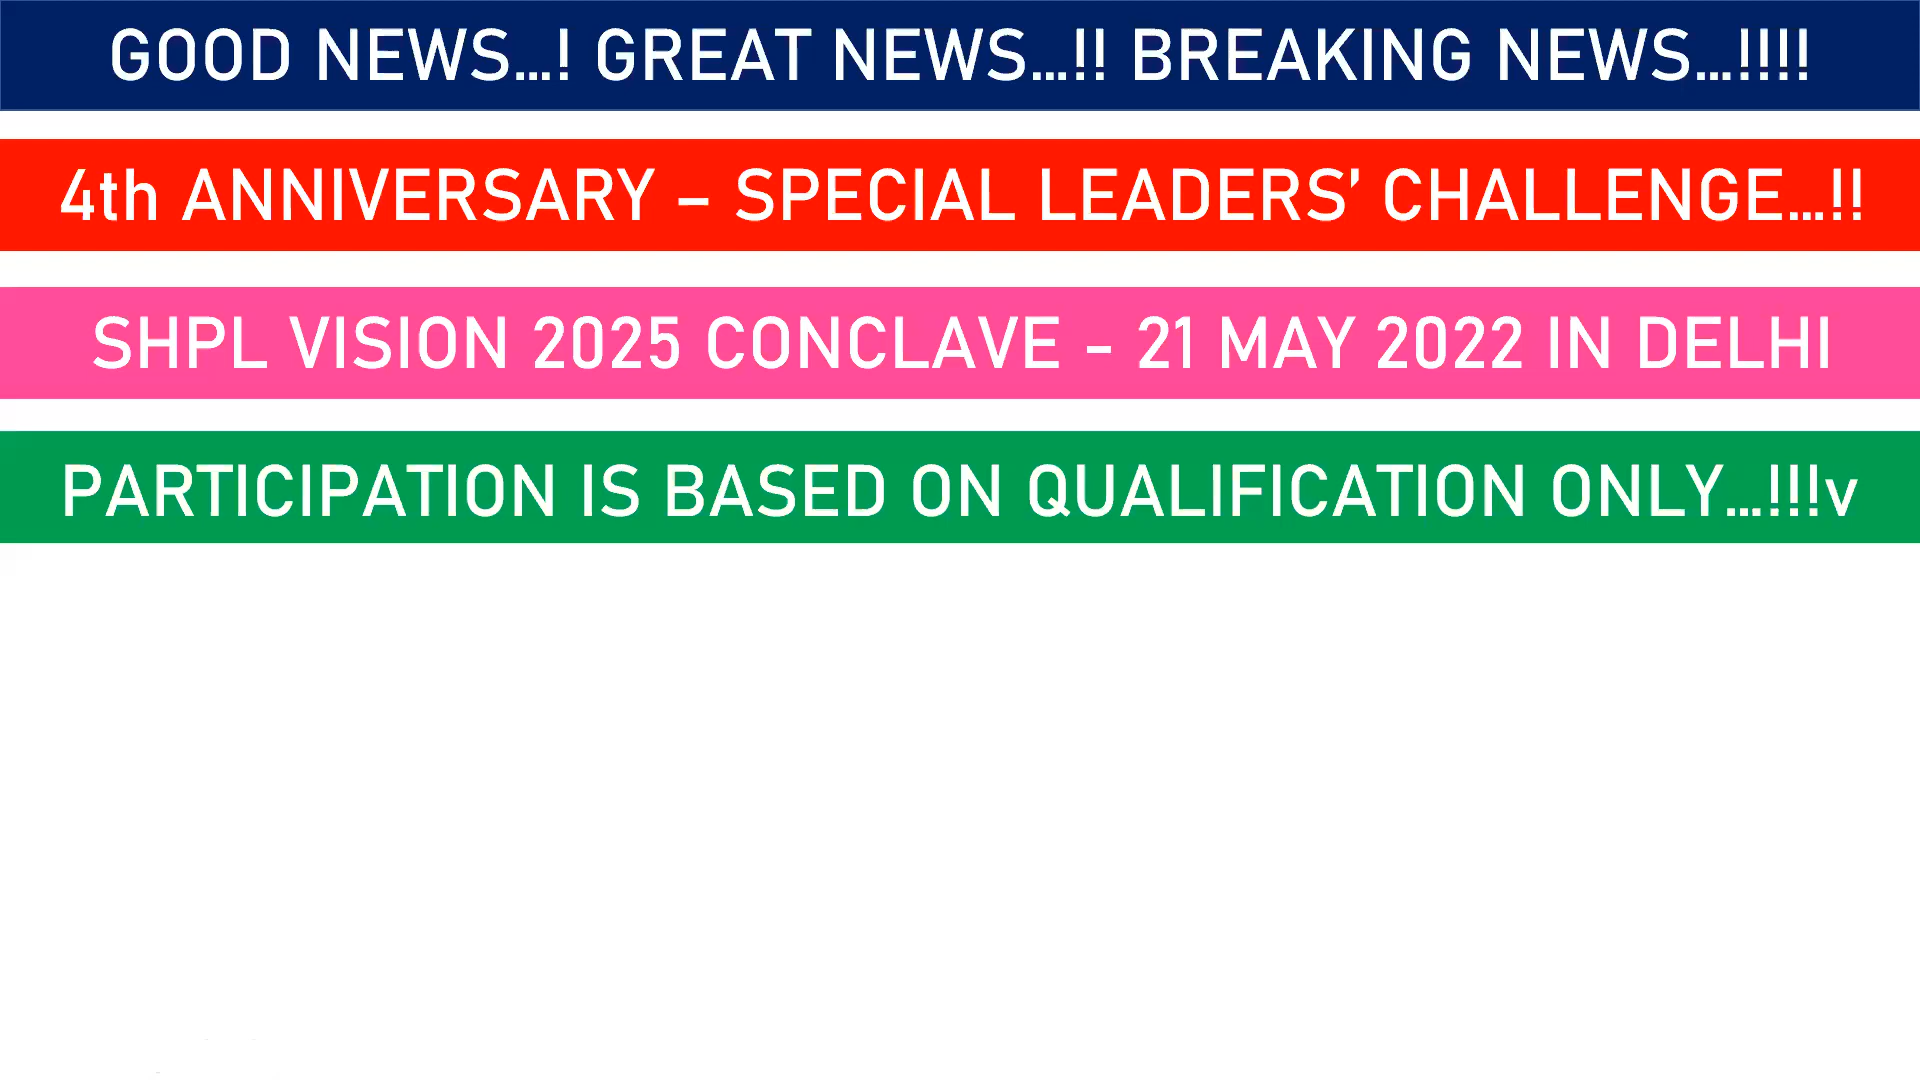 GOOD NEWS...! GREAT NEWS...!! BREAKING NEWS...!!!!
4th ANNIVERSARY – SPECIAL LEADERS’ CHALLENGE...!!
SHPL VISION 2025 CONCLAVE - 21 MAY 2022 IN DELHI
PARTICIPATION IS BASED ON QUALIFICATION ONLY...!!!v